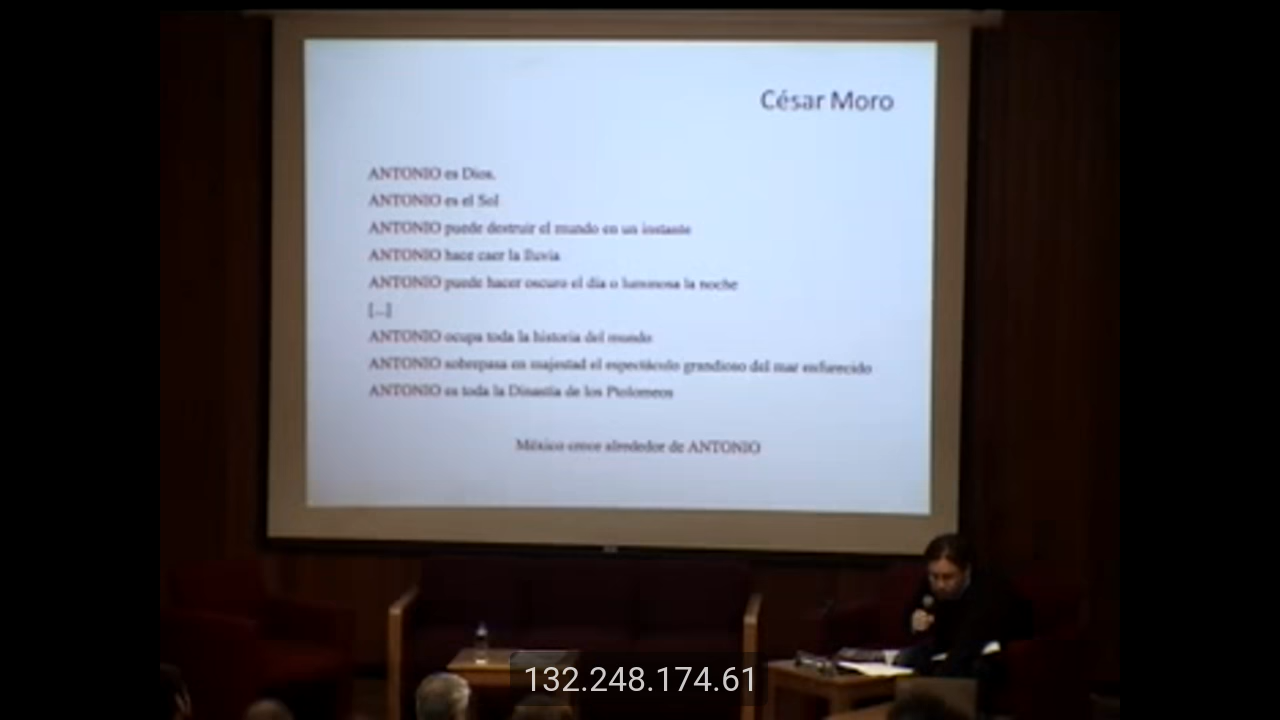 César Moro
ANTONIO es Dios.
ANTONIO es el Sol
ANTONIO puede destruir el mundo en un instante
ANTONIO hace caer la lluvia
ANTONIO puede hacer oscuro el día o luminosa la noche
[...]
ANTONIO ocupa toda la historia del mundo
ANTONIO sobrepasa en majestad el espectáculo grandioso del mar enfurecido
ANTONIO es toda la Dinastía de los Ptolomeos
México crece alrededor de ANTONIO
132.248.174.61